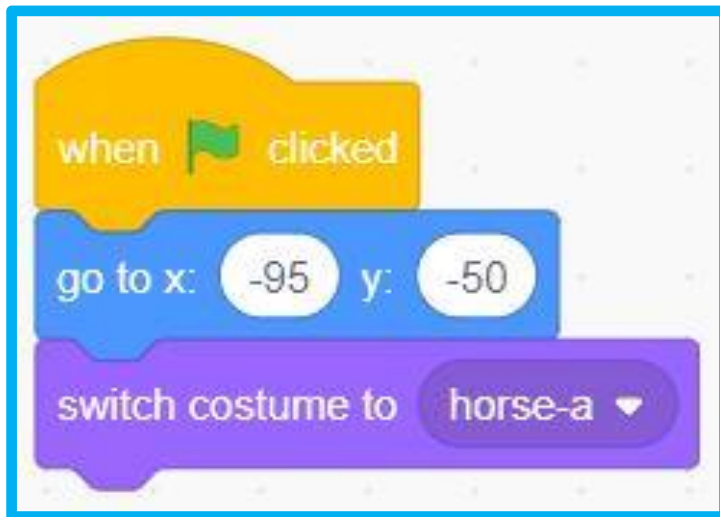 when clicked
go to x: -95 y: -50
switch costume to horse-a